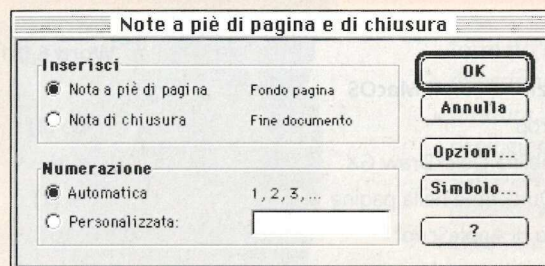 Note a piè di pagina e di chiusura
Inserisci
Nota a piè di pagina Fondo pagina
Nota di chiusura Fine documento
Numerazione
Automatica 1, 2, 3, ...
Personalizzata:
OK
Annulla
Opzioni...
Simbolo...
?